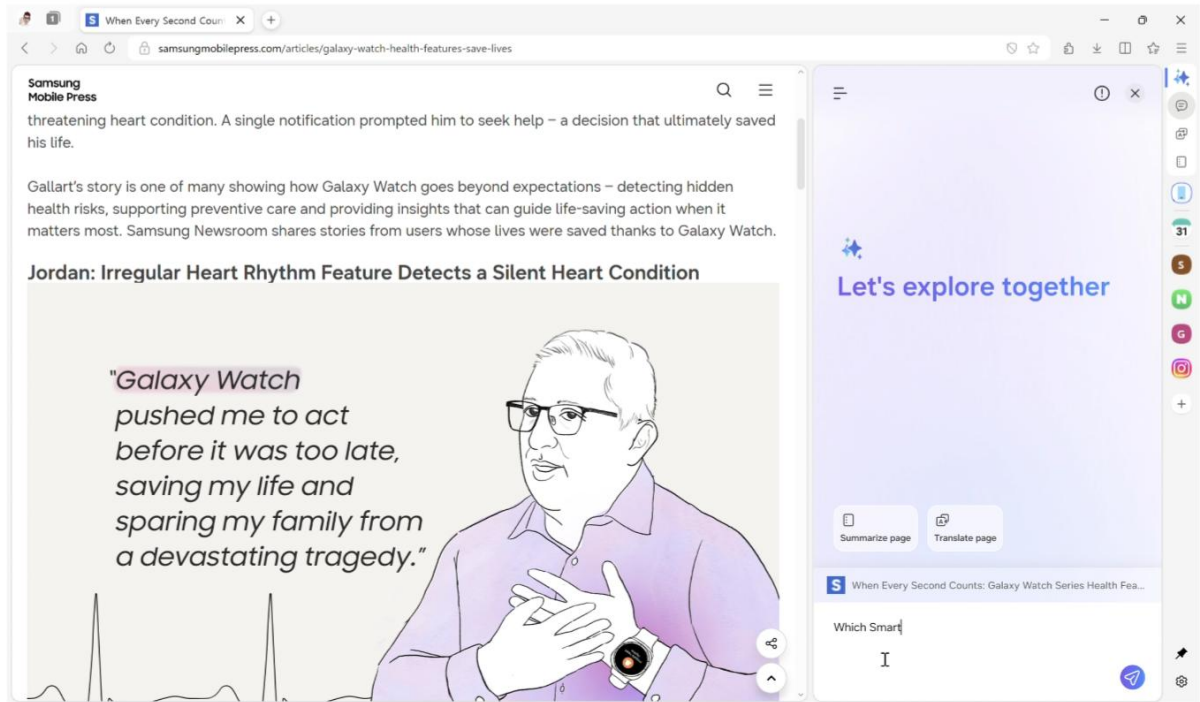 1
S When Every Second Coun
samsungmobilepress.com/articles/galaxy-watch-health-features-save-lives
Samsung
Mobile Press
threatening heart condition. A single notification prompted him to seek help – a decision that ultimately saved
his life.
Gallart's story is one of many showing how Galaxy Watch goes beyond expectations – detecting hidden
health risks, supporting preventive care and providing insights that can guide life-saving action when it
matters most. Samsung Newsroom shares stories from users whose lives were saved thanks to Galaxy Watch.
Jordan: Irregular Heart Rhythm Feature Detects a Silent Heart Condition
"Galaxy Watch
pushed me to act
before it was too late,
saving my life and
sparing my family from
a devastating tragedy."
Let's explore together
Summarize page
Translate page
S When Every Second Counts: Galaxy Watch Series Health Fea...
Which Smart
31
S
N
G